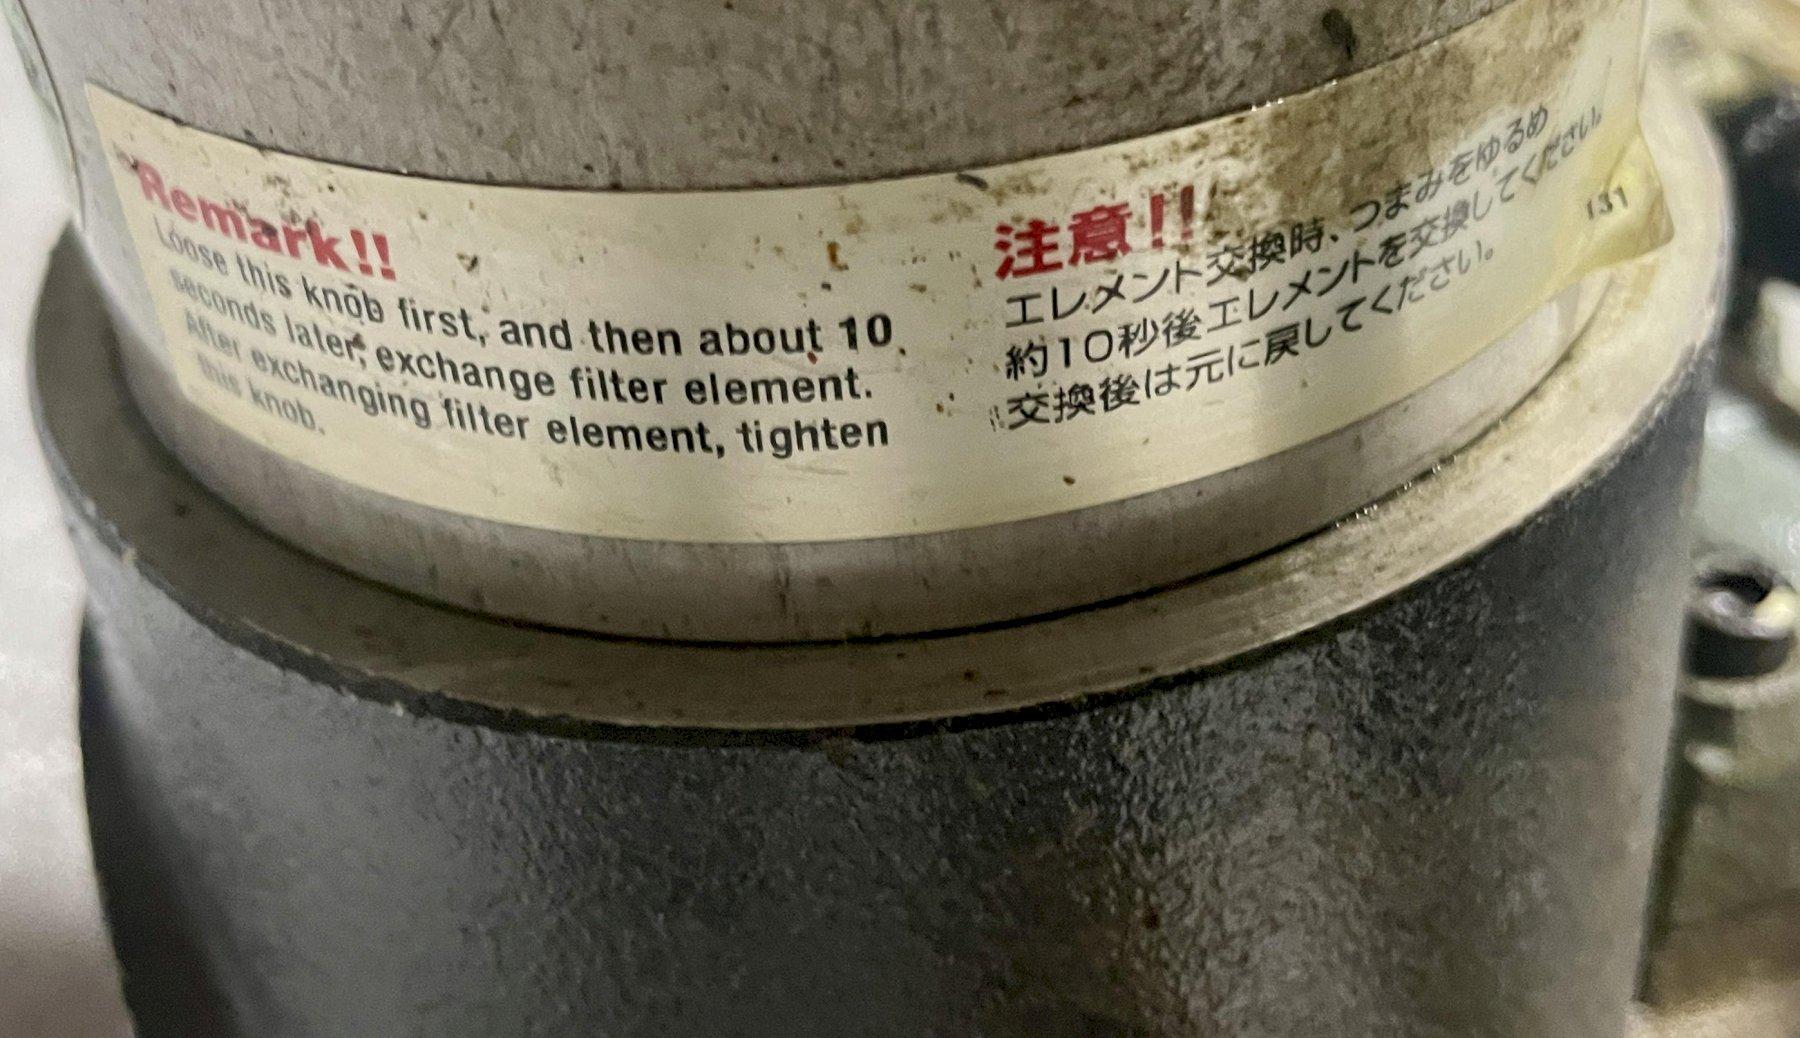 Remark!!
Loose this knob first, and then about 10
seconds later, exchange filter element.
After exchanging filter element, tighten
this knob.
注意!!
エレメント交換時、つまみをゆるめ
約10秒後エレメントを交換してください。
交換後は元に戻してください。
131